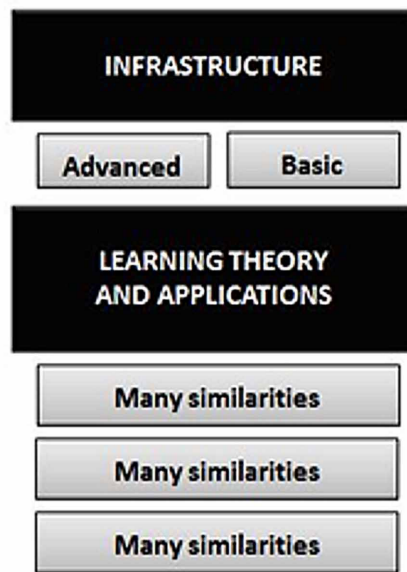 INFRASTRUCTURE
Advanced
Basic
LEARNING THEORY
AND APPLICATIONS
Many similarities
Many similarities
Many similarities